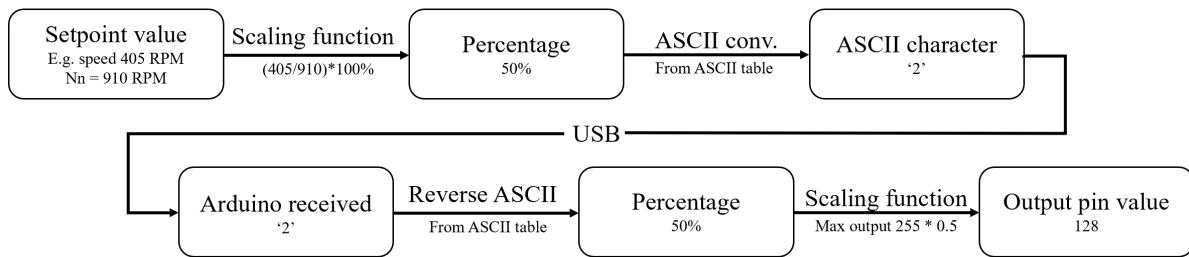 Setpoint value
E.g. speed 405 RPM
Nn = 910 RPM
Scaling function
(405/910)*100%
Percentage
50%
ASCII conv.
From ASCII table
ASCII character
‘2’
USB
Arduino received
‘2’
Reverse ASCII
From ASCII table
Percentage
50%
Scaling function
Max output 255 * 0.5
Output pin value
128